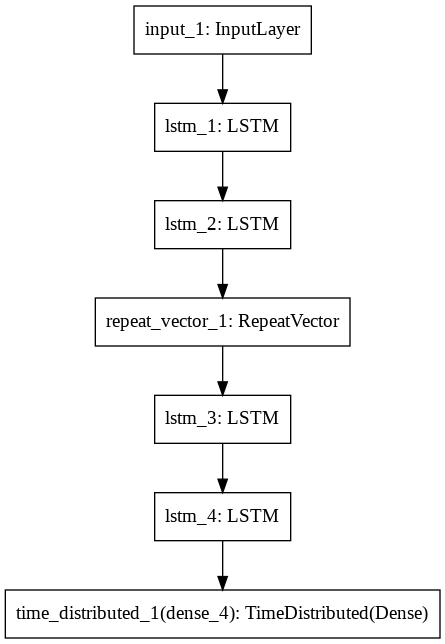 input_1: InputLayer
lstm_1: LSTM
lstm_2: LSTM
repeat_vector_1: RepeatVector
lstm_3: LSTM
lstm_4: LSTM
time_distributed_1(dense_4): TimeDistributed(Dense)